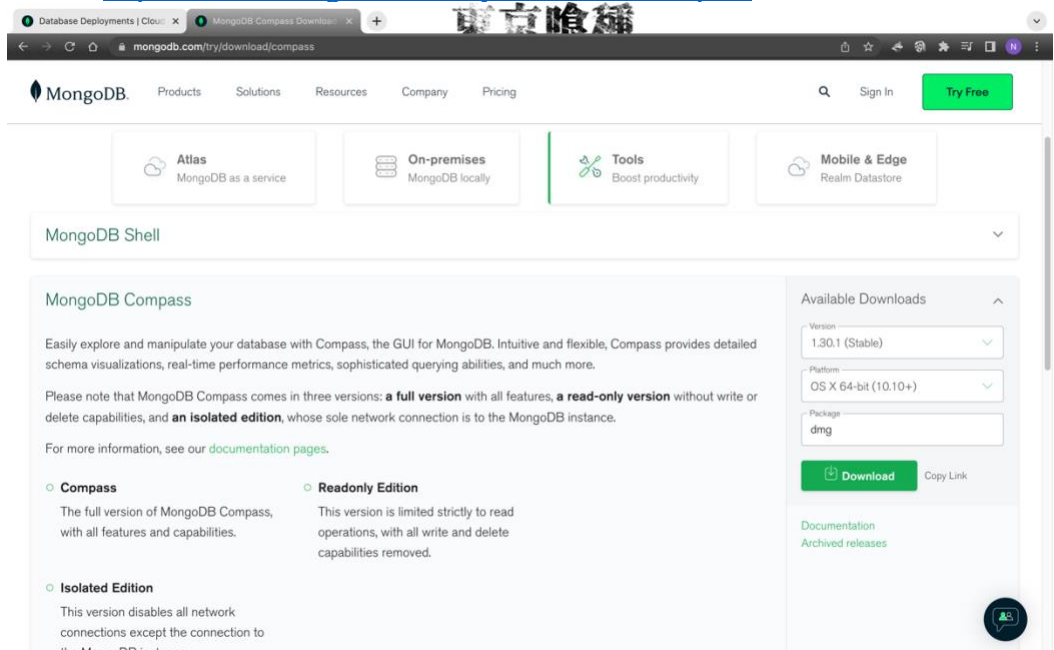 Database Deployments | Cloud
MongoDB Compass Download
東京喰種
mongodb.com/try/download/compass
N
MongoDB.
Products
Solutions
Resources
Company
Pricing
Sign In
Try Free
Atlas
MongoDB as a service
On-premises
MongoDB locally
Tools
Boost productivity
Mobile & Edge
Realm Datastore
MongoDB Shell
MongoDB Compass
Easily explore and manipulate your database with Compass, the GUI for MongoDB. Intuitive and flexible, Compass provides detailed
schema visualizations, real-time performance metrics, sophisticated querying abilities, and much more.
Please note that MongoDB Compass comes in three versions: a full version with all features, a read-only version without write or
delete capabilities, and an isolated edition, whose sole network connection is to the MongoDB instance.
For more information, see our documentation pages.
Compass
The full version of MongoDB Compass,
with all features and capabilities.
Readonly Edition
This version is limited strictly to read
operations, with all write and delete
capabilities removed.
Isolated Edition
This version disables all network
connections except the connection to
the MongoDB instance
Available Downloads
Version
1.30.1 (Stable)
Platform
OS X 64-bit (10.10+)
Package
dmg
Download
Copy Link
Documentation
Archived releases